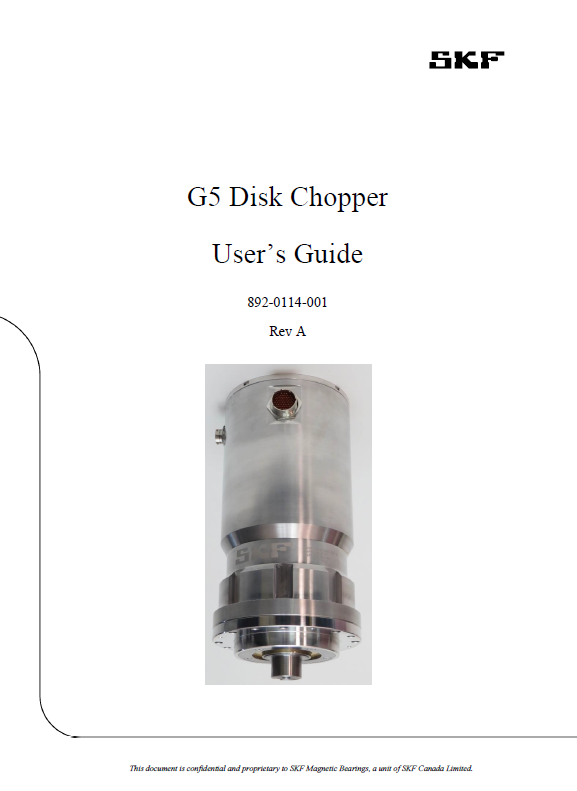 SKF
G5 Disk Chopper
User’s Guide
892-0114-001
Rev A
SKF
This document is confidential and proprietary to SKF Magnetic Bearings, a unit of SKF Canada Limited.